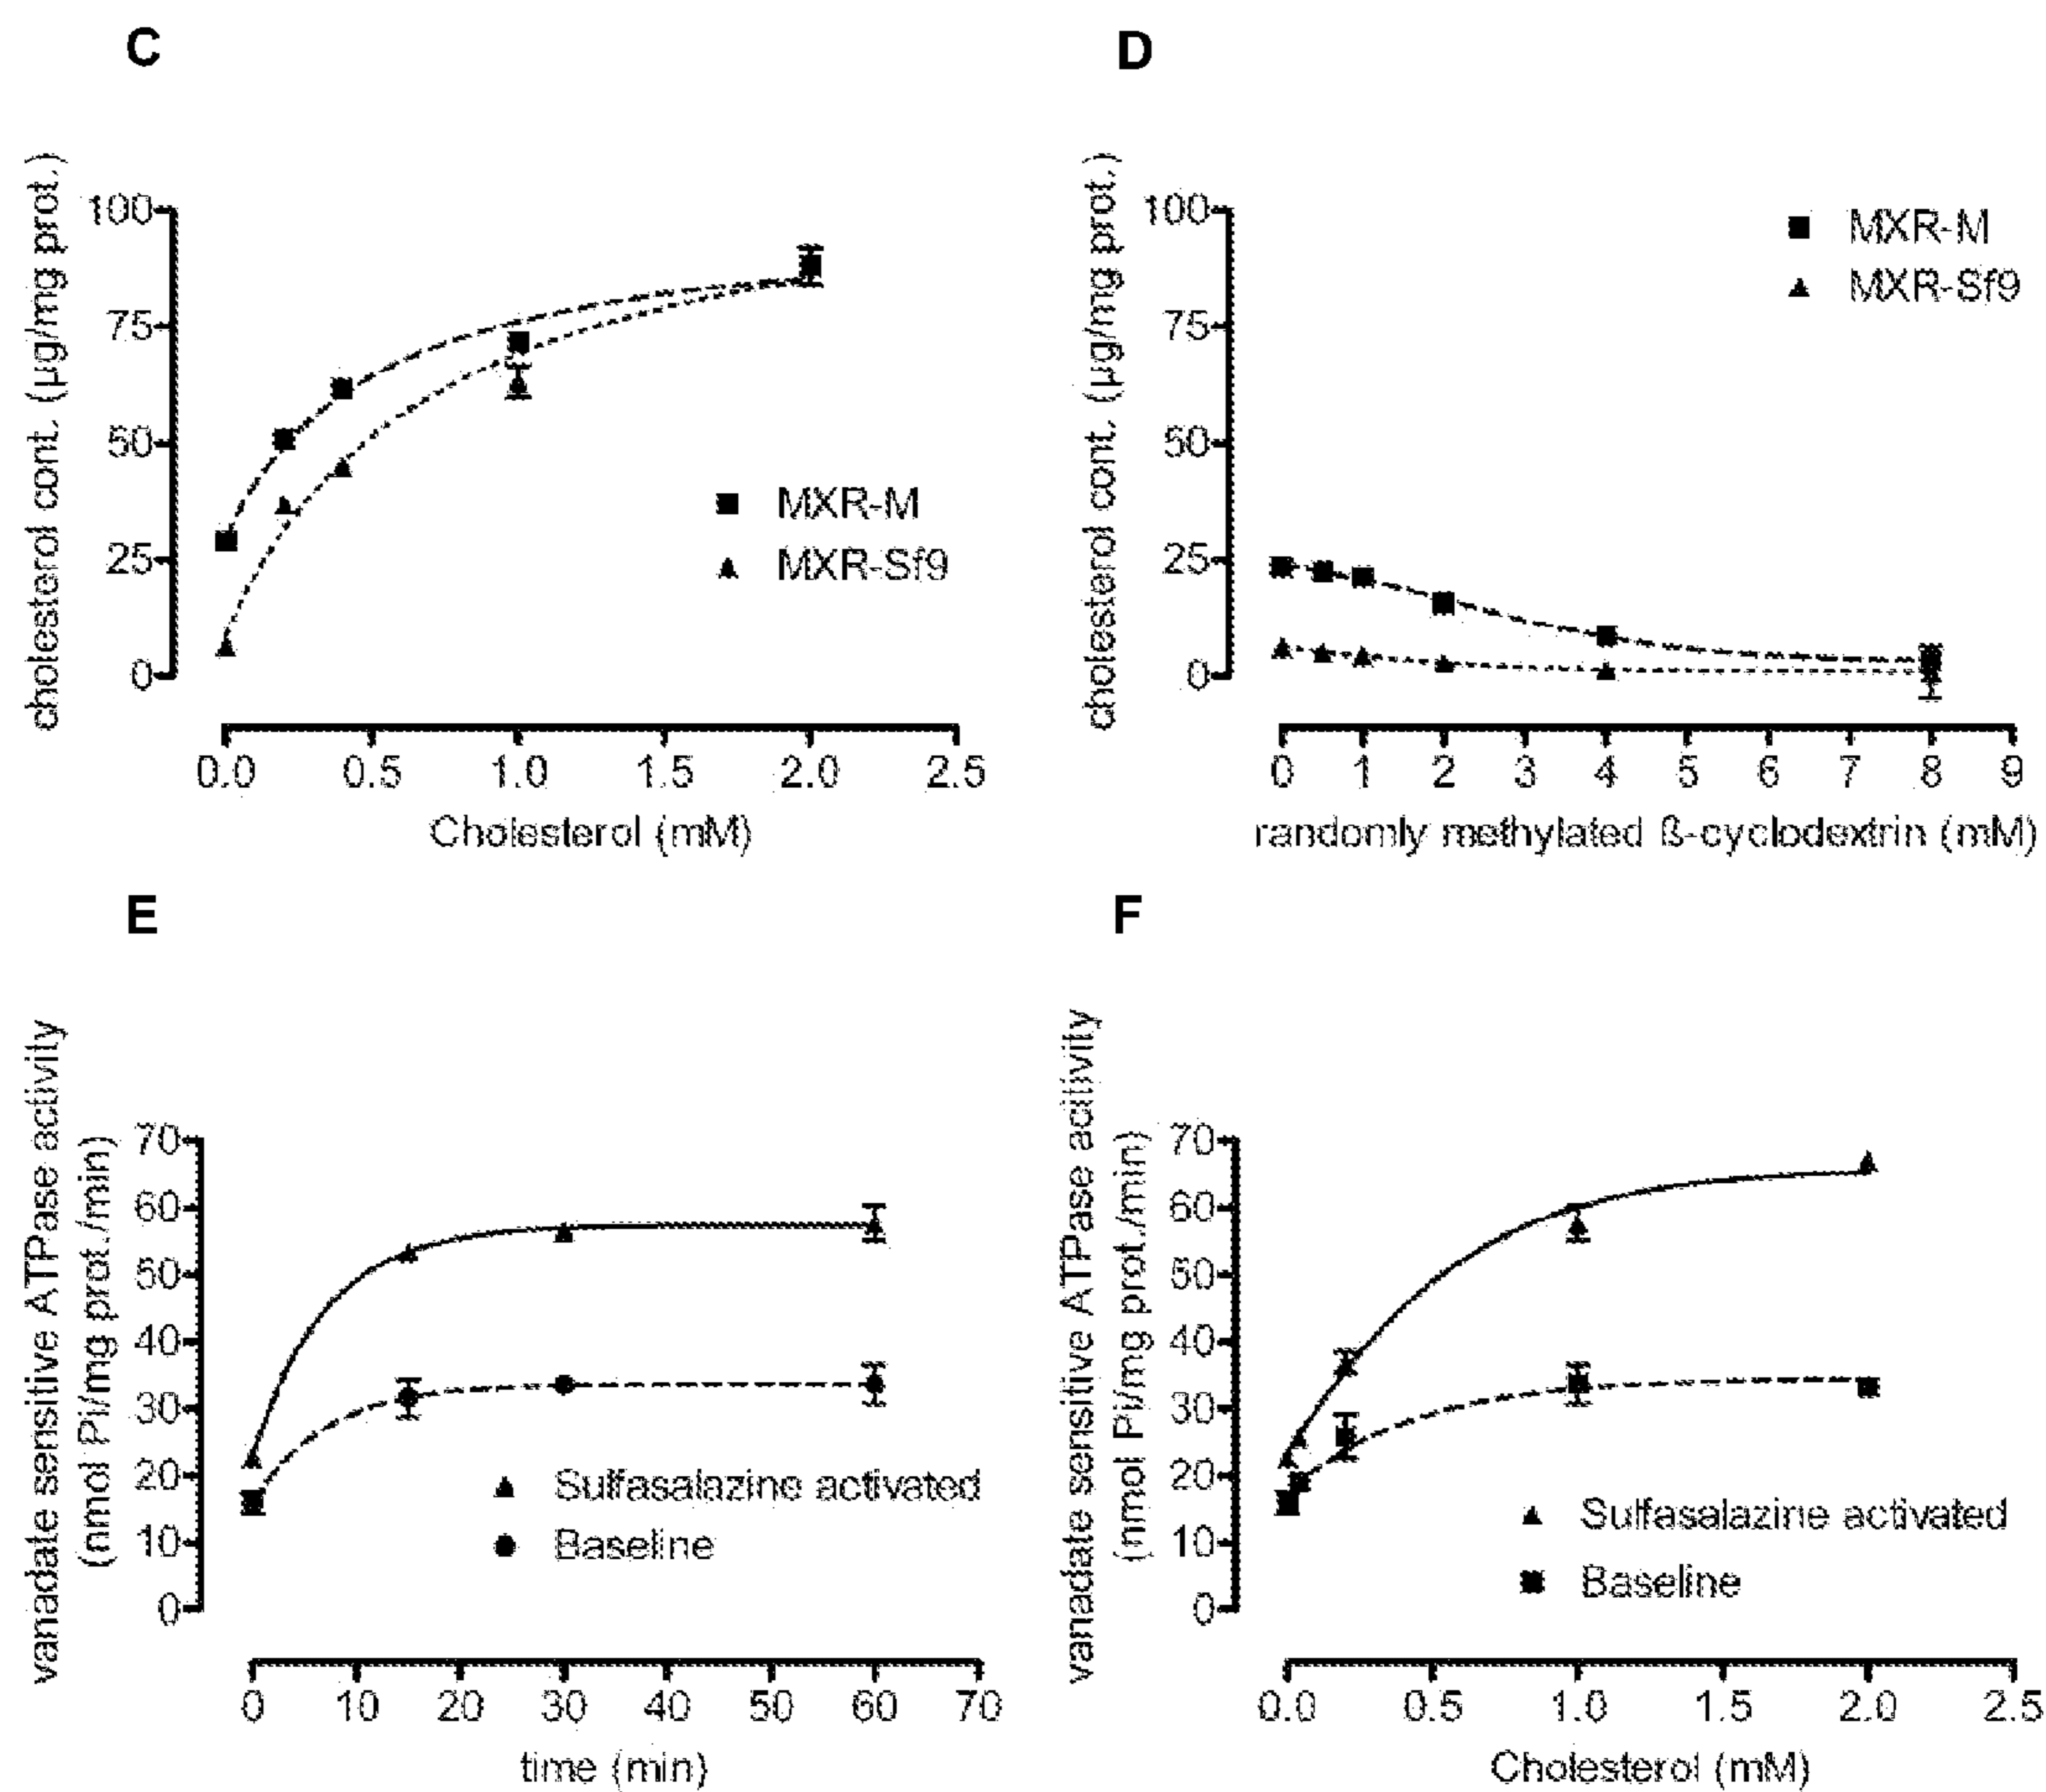 C
cholesterol cont. (µg/mg prot.)
100
75
50
25
0
MXR-M
MXR-Sf9
0.0 0.5 1.0 1.5 2.0 2.5
Cholesterol (mM)
D
cholesterol cont. (µg/mg prot.)
100
75
50
25
0
MXR-M
MXR-Sf9
0 1 2 3 4 5 6 7 8 9
randomly methylated ß-cyclodextrin (mM)
E
vanadate sensitive ATPase activity
(nmol Pi/mg prot./min)
70
60
50
40
30
20
10
0
Sulfasalazine activated
Baseline
0 10 20 30 40 50 60 70
time (min)
F
vanadate sensitive ATPase acitivity
(nmol Pi/mg prot./min)
70
60
50
40
30
20
10
0
Sulfasalazine activated
Baseline
0.0 0.5 1.0 1.5 2.0 2.5
Cholesterol (mM)